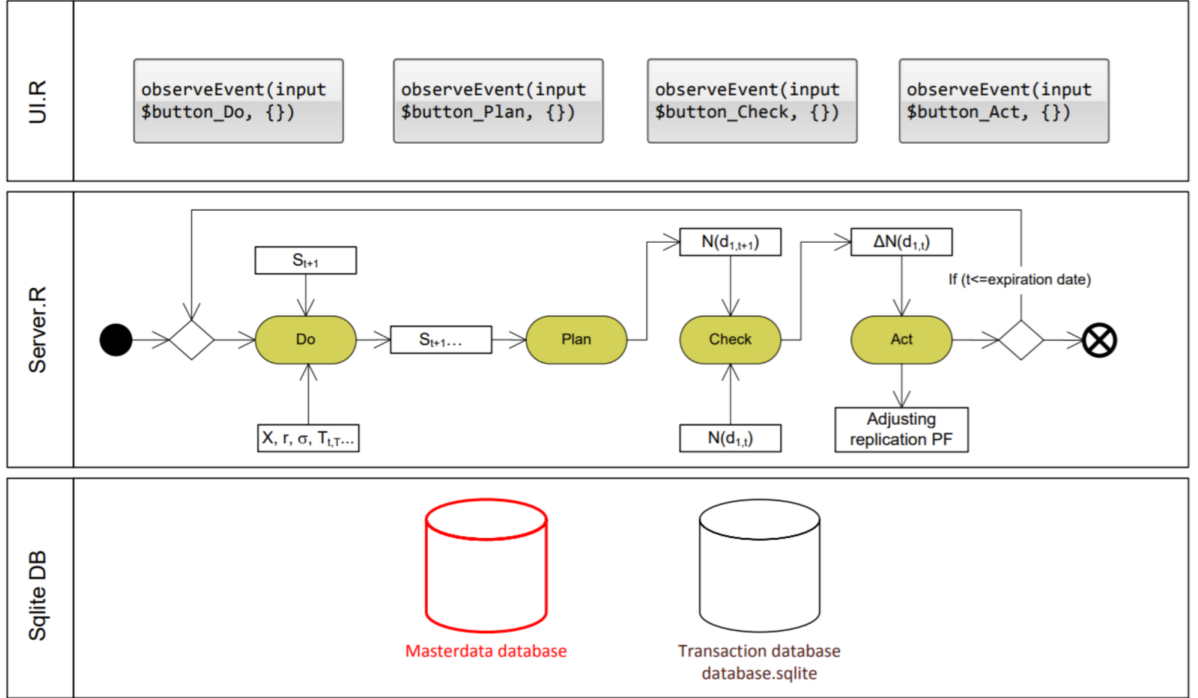 UI.R
observeEvent(input
$button_Do, {})
observeEvent(input
$button_Plan, {})
observeEvent(input
$button_Check, {})
observeEvent(input
$button_Act, {})
Server.R
N(d1,t+1)
ΔN(d1,t)
St+1
If (t<=expiration date)
Do
St+1...
Plan
Check
Act
X, r, σ, Tt,T...
N(d1,t)
Adjusting
replication PF
Sqlite DB
Masterdata database
Transaction database
database.sqlite